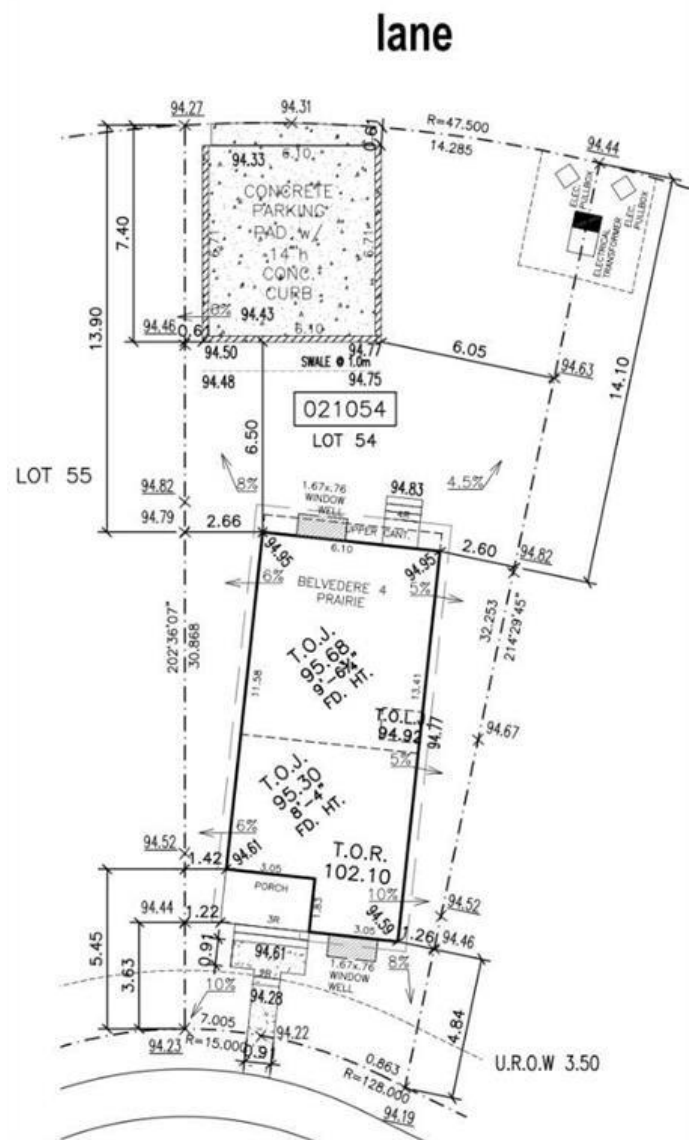 lane
94.27
94.31
R=47.500
14.285
94.44
0.61
94.33
6.10
ELEC. PULLBOX
ELEC. PULLBOX
ELECTRICAL TRANSFORMER
CONCRETE
PARKING
PAD w/
14"h
CONC.
CURB
6.71
6.71
7.40
13.90
6%
94.46
0.61
94.43
6.10
94.50
94.77
SWALE @ 1.0m
94.48
94.75
6.05
94.63
14.10
021054
LOT 54
6.50
LOT 55
94.82
8%
1.67x.76
WINDOW
WELL
94.83
4R
4.5%
94.79
2.66
UPPER CANT.
6.10
2.60
94.82
94.95
94.95
6%
BELVEDERE 4
PRAIRIE
5%
202°36'07"
30.868
32.253
214°29'45"
T.O.J.
95.68
9'-6¼"
FD. HT.
11.58
13.41
T.O.L.J.
94.92
94.77
94.67
5%
T.O.J.
95.30
8'-4"
FD. HT.
6%
T.O.R.
102.10
94.52
1.42
94.61
3.05
PORCH
1.83
10%
94.52
94.44
1.22
3R
94.59
3.05
1.26
94.46
5.45
3.63
0.91
94.61
2R
1.67x.76
WINDOW
WELL
8%
10%
94.28
4.84
7.005
94.22
94.23
R=15.000
0.91
0.863
R=128.000
94.19
U.R.O.W 3.50